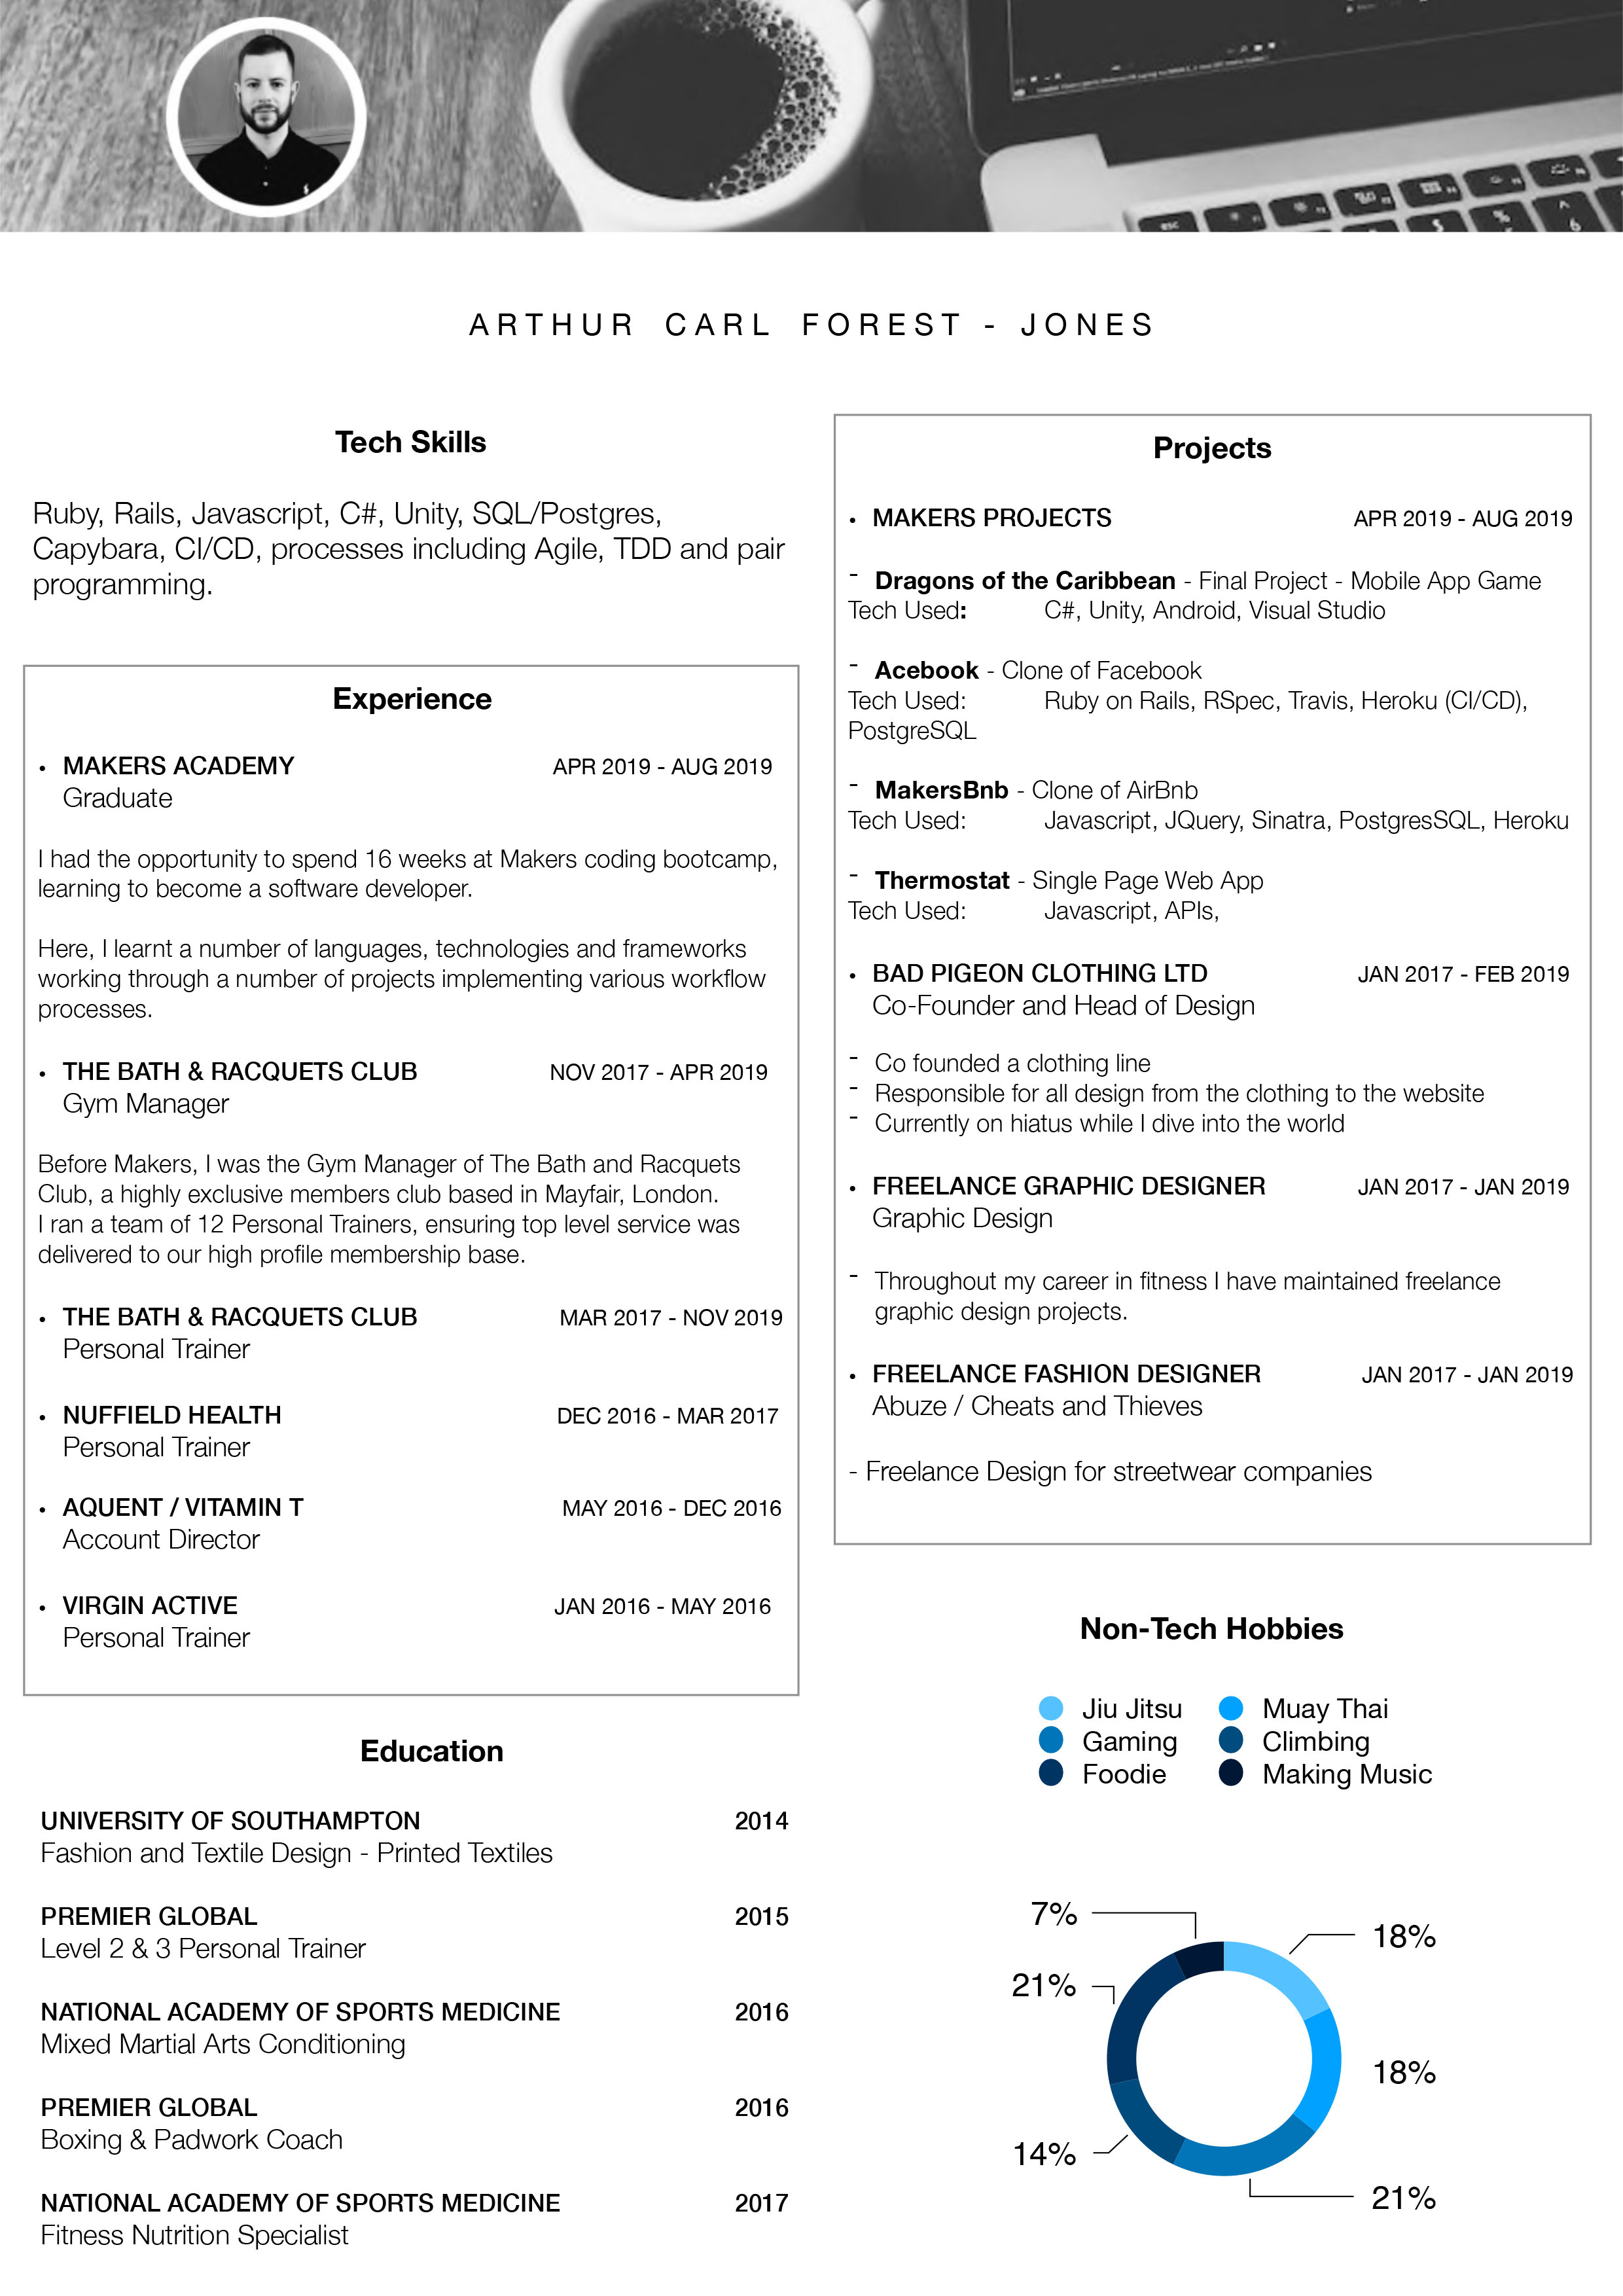 ARTHUR CARL FOREST - JONES
Tech Skills
Ruby, Rails, Javascript, C#, Unity, SQL/Postgres,
Capybara, CI/CD, processes including Agile, TDD and pair
programming.
Experience
• MAKERS ACADEMY APR 2019 - AUG 2019
Graduate
I had the opportunity to spend 16 weeks at Makers coding bootcamp,
learning to become a software developer.
Here, I learnt a number of languages, technologies and frameworks
working through a number of projects implementing various workflow
processes.
• THE BATH & RACQUETS CLUB NOV 2017 - APR 2019
Gym Manager
Before Makers, I was the Gym Manager of The Bath and Racquets
Club, a highly exclusive members club based in Mayfair, London.
I ran a team of 12 Personal Trainers, ensuring top level service was
delivered to our high profile membership base.
• THE BATH & RACQUETS CLUB MAR 2017 - NOV 2019
Personal Trainer
• NUFFIELD HEALTH DEC 2016 - MAR 2017
Personal Trainer
• AQUENT / VITAMIN T MAY 2016 - DEC 2016
Account Director
• VIRGIN ACTIVE JAN 2016 - MAY 2016
Personal Trainer
Education
UNIVERSITY OF SOUTHAMPTON 2014
Fashion and Textile Design - Printed Textiles
PREMIER GLOBAL 2015
Level 2 & 3 Personal Trainer
NATIONAL ACADEMY OF SPORTS MEDICINE 2016
Mixed Martial Arts Conditioning
PREMIER GLOBAL 2016
Boxing & Padwork Coach
NATIONAL ACADEMY OF SPORTS MEDICINE 2017
Fitness Nutrition Specialist
Projects
• MAKERS PROJECTS APR 2019 - AUG 2019
- Dragons of the Caribbean - Final Project - Mobile App Game
Tech Used: C#, Unity, Android, Visual Studio
- Acebook - Clone of Facebook
Tech Used: Ruby on Rails, RSpec, Travis, Heroku (CI/CD),
PostgreSQL
- MakersBnb - Clone of AirBnb
Tech Used: Javascript, JQuery, Sinatra, PostgresSQL, Heroku
- Thermostat - Single Page Web App
Tech Used: Javascript, APIs,
• BAD PIGEON CLOTHING LTD JAN 2017 - FEB 2019
Co-Founder and Head of Design
- Co founded a clothing line
- Responsible for all design from the clothing to the website
- Currently on hiatus while I dive into the world
• FREELANCE GRAPHIC DESIGNER JAN 2017 - JAN 2019
Graphic Design
- Throughout my career in fitness I have maintained freelance
graphic design projects.
• FREELANCE FASHION DESIGNER JAN 2017 - JAN 2019
Abuze / Cheats and Thieves
- Freelance Design for streetwear companies
Non-Tech Hobbies
Jiu Jitsu Muay Thai
Gaming Climbing
Foodie Making Music
7%
18%
21%
18%
14%
21%